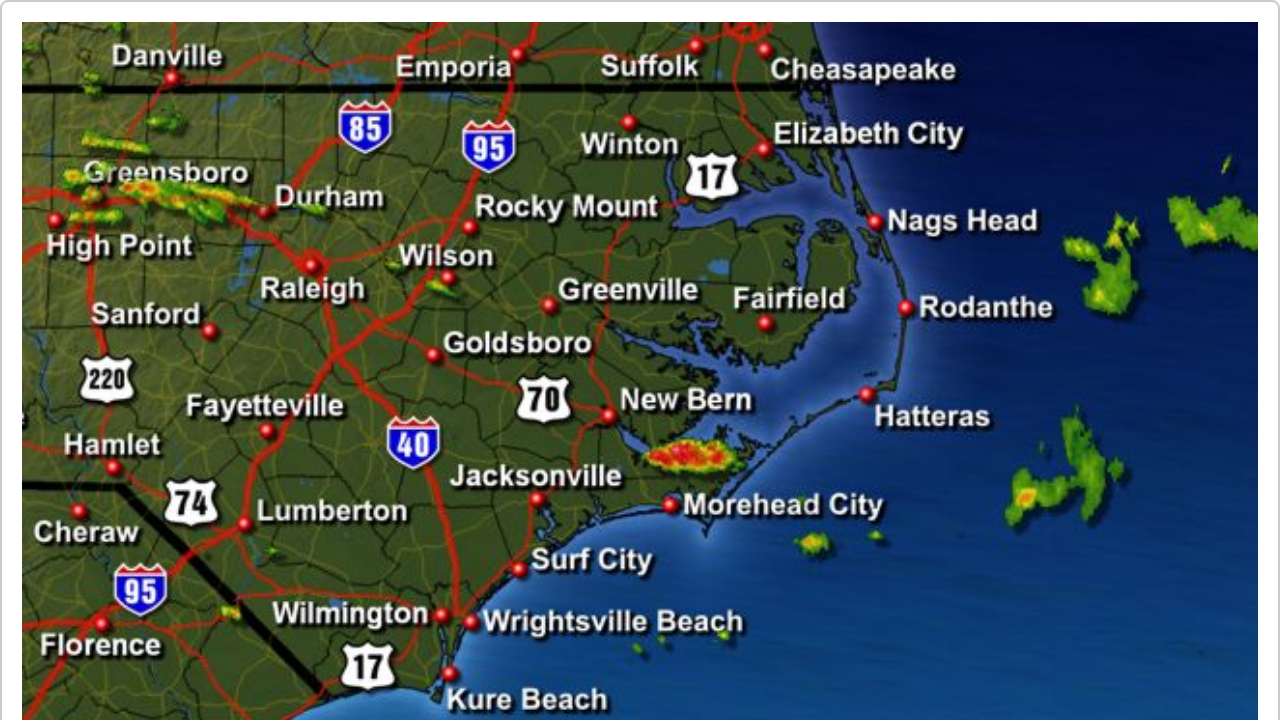 Danville
Emporia
Suffolk
Cheasapeake
85
95
Winton
Elizabeth City
17
Greensboro
Durham
Rocky Mount
Nags Head
High Point
Wilson
Raleigh
Greenville
Fairfield
Rodanthe
Sanford
Goldsboro
220
70
New Bern
Fayetteville
Hatteras
40
Hamlet
Jacksonville
74
Lumberton
Morehead City
Cheraw
Surf City
95
Wilmington
Wrightsville Beach
Florence
17
Kure Beach